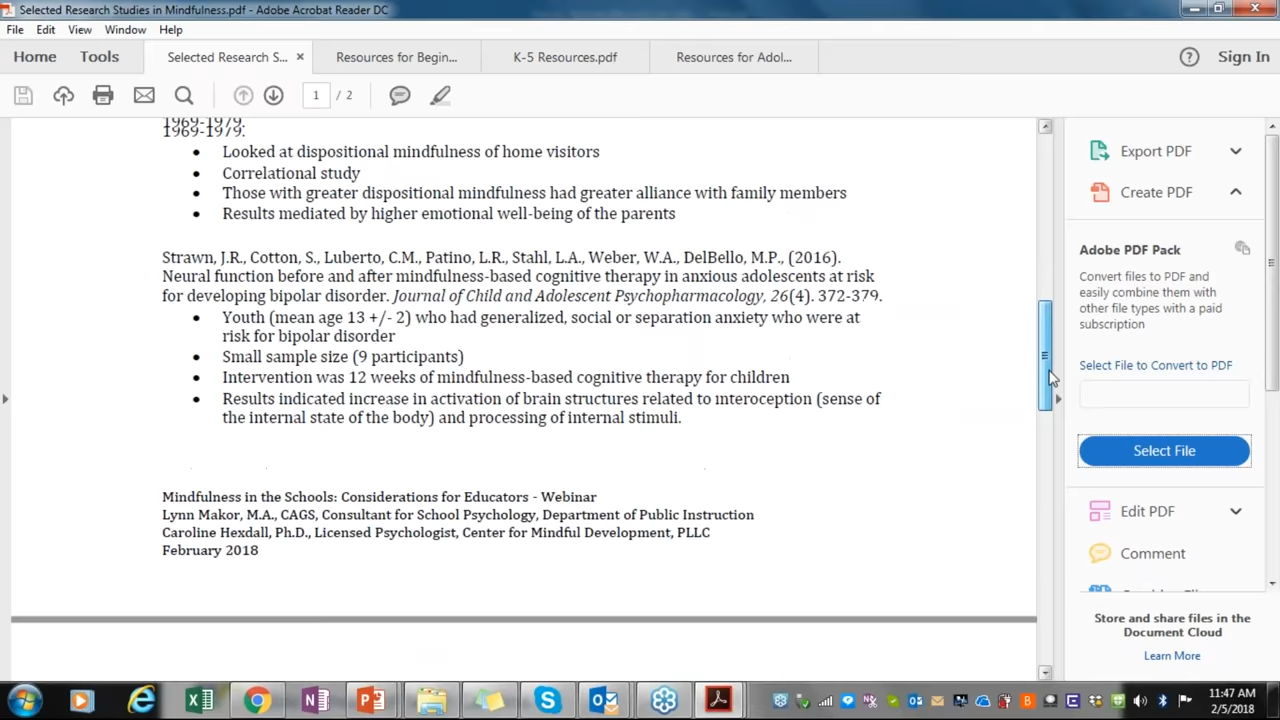 Selected Research Studies in Mindfulness.pdf - Adobe Acrobat Reader DC
File Edit View Window Help
Home Tools Selected Research S... × Resources for Begin... K-5 Resources.pdf Resources for Adol... Sign In
1 / 2
1969-1979.
1969-1979.
• Looked at dispositional mindfulness of home visitors
• Correlational study
• Those with greater dispositional mindfulness had greater alliance with family members
• Results mediated by higher emotional well-being of the parents
Strawn, J.R., Cotton, S., Luberto, C.M., Patino, L.R., Stahl, L.A., Weber, W.A., DelBello, M.P., (2016).
Neural function before and after mindfulness-based cognitive therapy in anxious adolescents at risk
for developing bipolar disorder. Journal of Child and Adolescent Psychopharmacology, 26(4). 372-379.
• Youth (mean age 13 +/- 2) who had generalized, social or separation anxiety who were at
risk for bipolar disorder
• Small sample size (9 participants)
• Intervention was 12 weeks of mindfulness-based cognitive therapy for children
• Results indicated increase in activation of brain structures related to interoception (sense of
the internal state of the body) and processing of internal stimuli.
Mindfulness in the Schools: Considerations for Educators - Webinar
Lynn Makor, M.A., CAGS, Consultant for School Psychology, Department of Public Instruction
Caroline Hexdall, Ph.D., Licensed Psychologist, Center for Mindful Development, PLLC
February 2018
Export PDF
Create PDF
Adobe PDF Pack
Convert files to PDF and
easily combine them with
other file types with a paid
subscription
Select File to Convert to PDF
Select File
Edit PDF
Comment
Store and share files in the
Document Cloud
Learn More
11:47 AM
2/5/2018